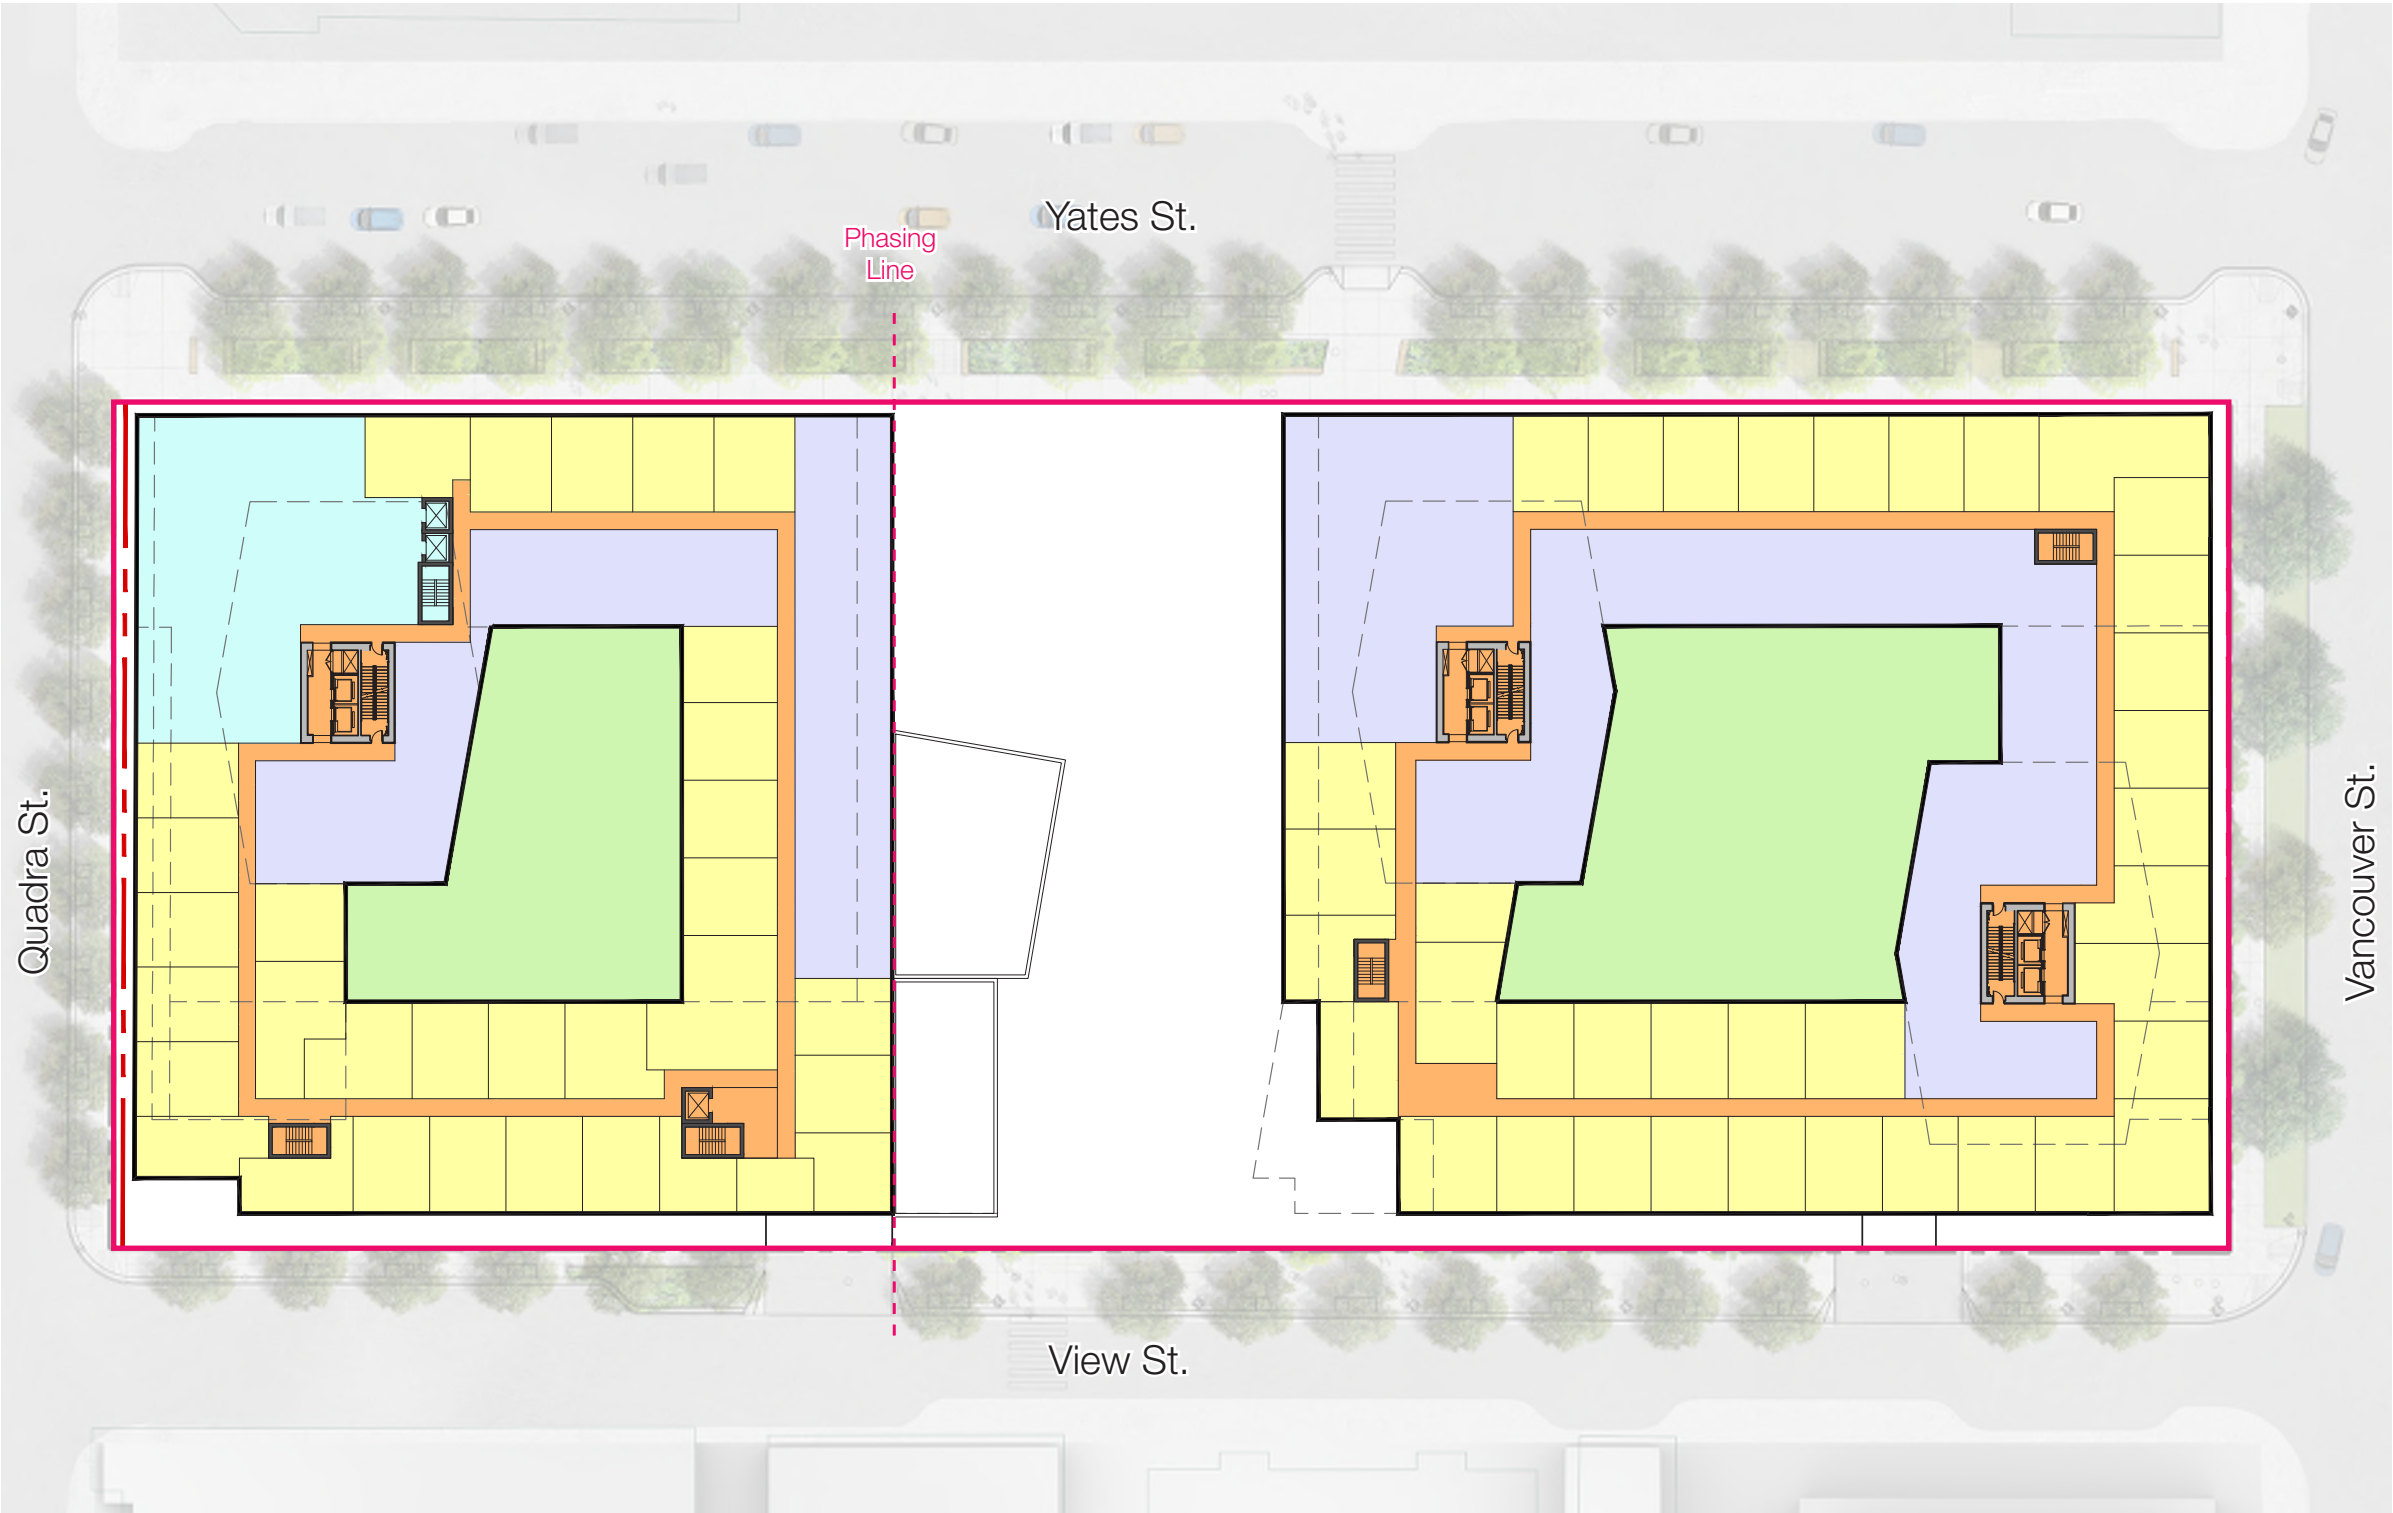 Yates St.
Phasing
Line
Quadra St.
Vancouver St.
View St.